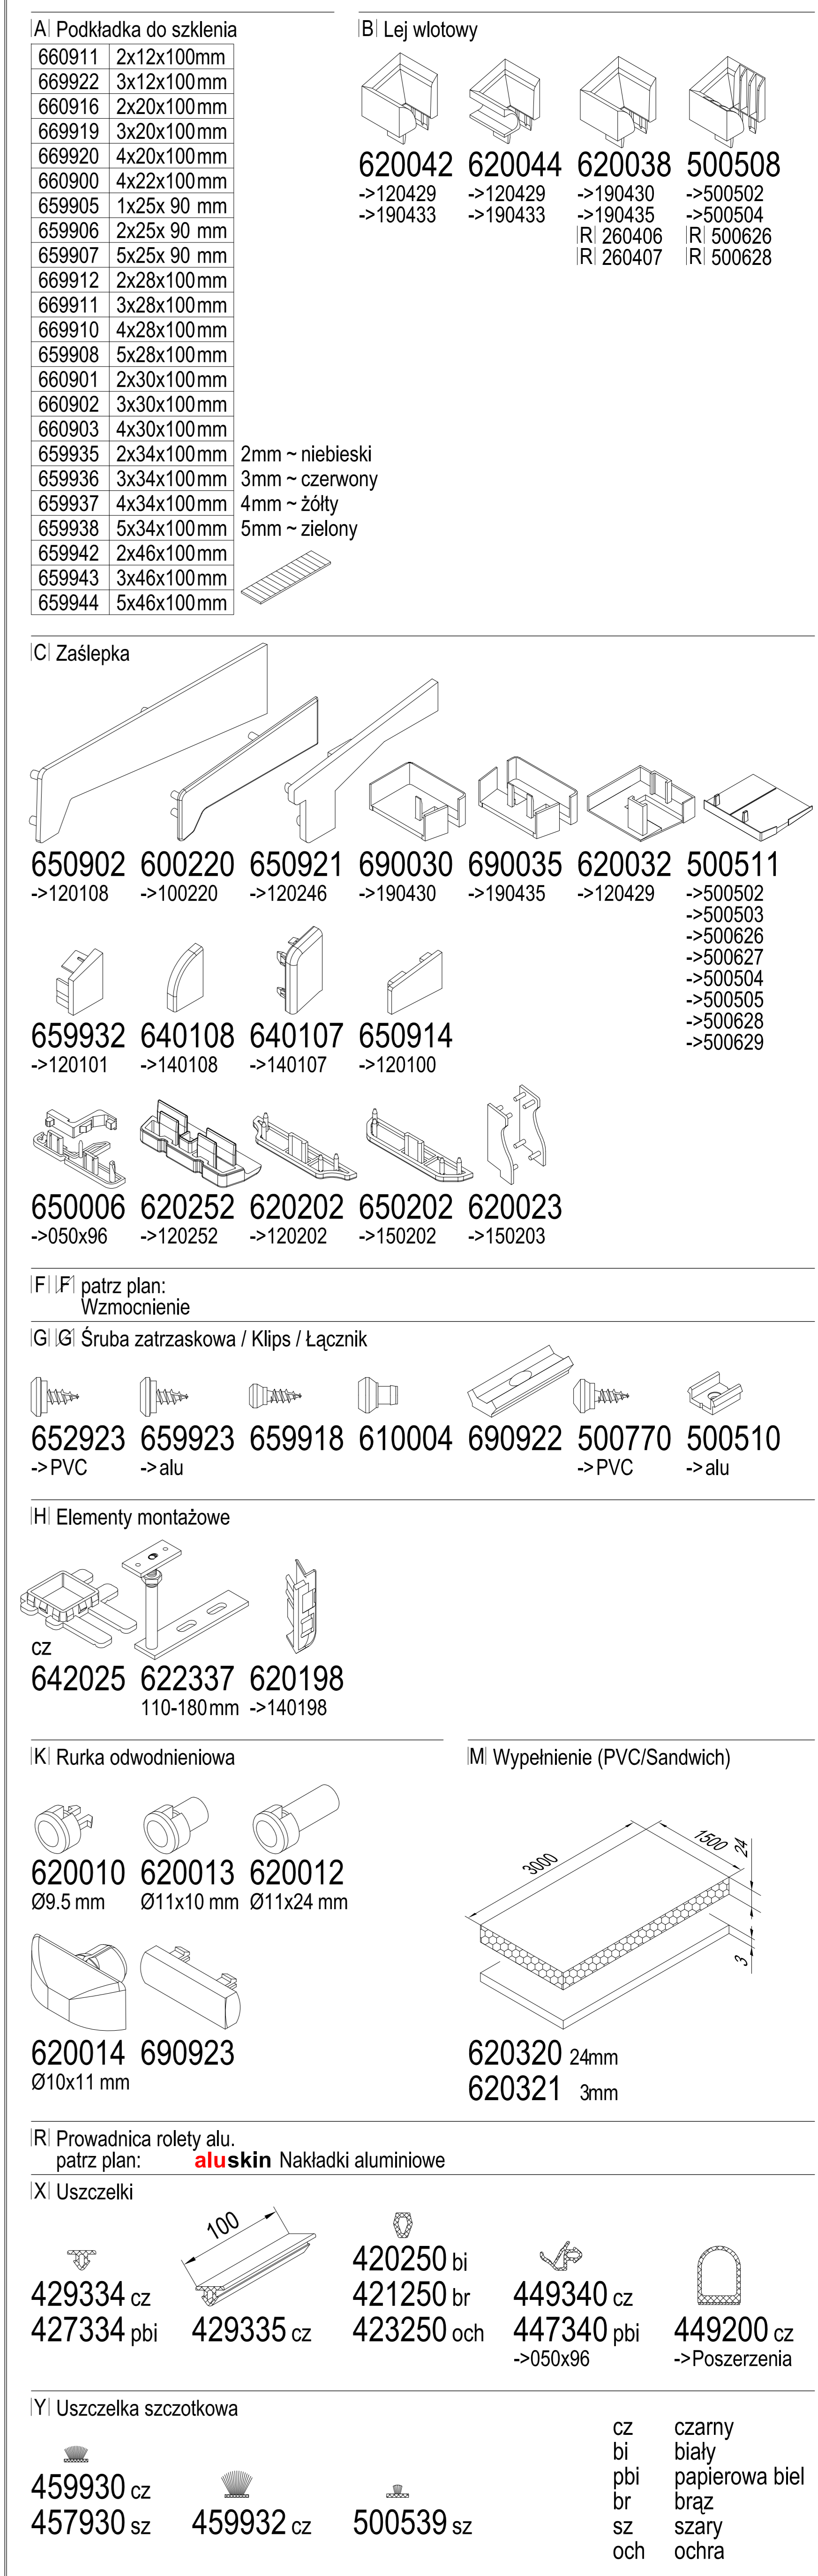 A Podkładka do szklenia
660911 2x12x100mm
669922 3x12x100mm
660916 2x20x100mm
669919 3x20x100mm
669920 4x20x100mm
660900 4x22x100mm
659905 1x25x 90 mm
659906 2x25x 90 mm
659907 5x25x 90 mm
669912 2x28x100mm
669911 3x28x100mm
669910 4x28x100mm
659908 5x28x100mm
660901 2x30x100mm
660902 3x30x100mm
660903 4x30x100mm
659935 2x34x100mm 2mm ~ niebieski
659936 3x34x100mm 3mm ~ czerwony
659937 4x34x100mm 4mm ~ żółty
659938 5x34x100mm 5mm ~ zielony
659942 2x46x100mm
659943 3x46x100mm
659944 5x46x100mm
B Lej wlotowy
620042 620044 620038 500508
->120429 ->120429 ->190430 ->500502
->190433 ->190433 ->190435 ->500504
R 260406 R 500626
R 260407 R 500628
C Zaślepka
650902 600220 650921 690030 690035 620032 500511
->120108 ->100220 ->120246 ->190430 ->190435 ->120429 ->500502
->500503
->500626
->500627
->500504
->500505
->500628
->500629
659932 640108 640107 650914
->120101 ->140108 ->140107 ->120100
650006 620252 620202 650202 620023
->050x96 ->120252 ->120202 ->150202 ->150203
F F patrz plan:
Wzmocnienie
G G Śruba zatrzaskowa / Klips / Łącznik
652923 659923 659918 610004 690922 500770 500510
->PVC ->alu ->PVC ->alu
H Elementy montażowe
cz
642025 622337 620198
110-180mm ->140198
K Rurka odwodnieniowa
620010 620013 620012
Ø9.5 mm Ø11x10 mm Ø11x24 mm
620014 690923
Ø10x11 mm
M Wypełnienie (PVC/Sandwich)
3000 1500 24
3
620320 24mm
620321 3mm
R Prowadnica rolety alu.
patrz plan: aluskin Nakładki aluminiowe
X Uszczelki
100
420250 bi
429334 cz 421250 br 449340 cz
427334 pbi 429335 cz 423250 och 447340 pbi 449200 cz
->050x96 ->Poszerzenia
Y Uszczelka szczotkowa
459930 cz
457930 sz 459932 cz 500539 sz
cz czarny
bi biały
pbi papierowa biel
br brąz
sz szary
och ochra